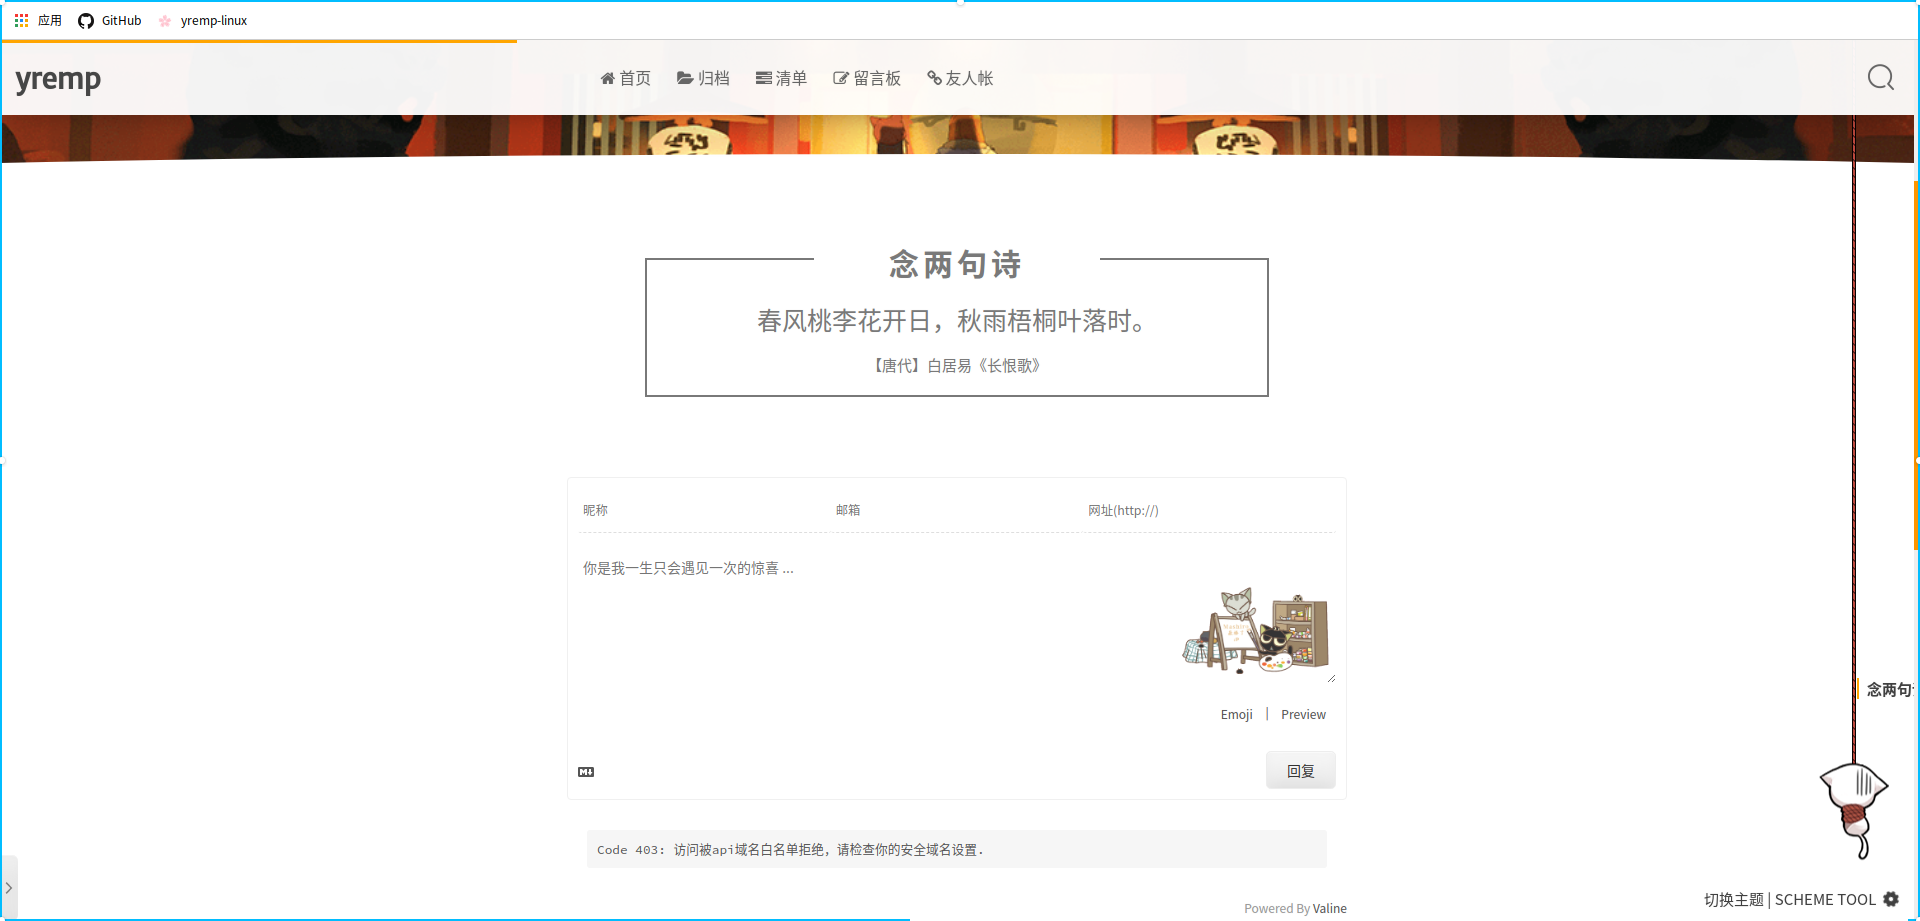 应用 GitHub yremp-linux
yremp 首页 归档 清单 留言板 友人帐
念两句诗
春风桃李花开日，秋雨梧桐叶落时。
【唐代】白居易《长恨歌》
昵称 邮箱 网址(http://)
你是我一生只会遇见一次的惊喜 ...
念两句
Emoji | Preview
回复
Code 403: 访问被api域名白名单拒绝，请检查你的安全域名设置.
切换主题 | SCHEME TOOL
Powered By Valine